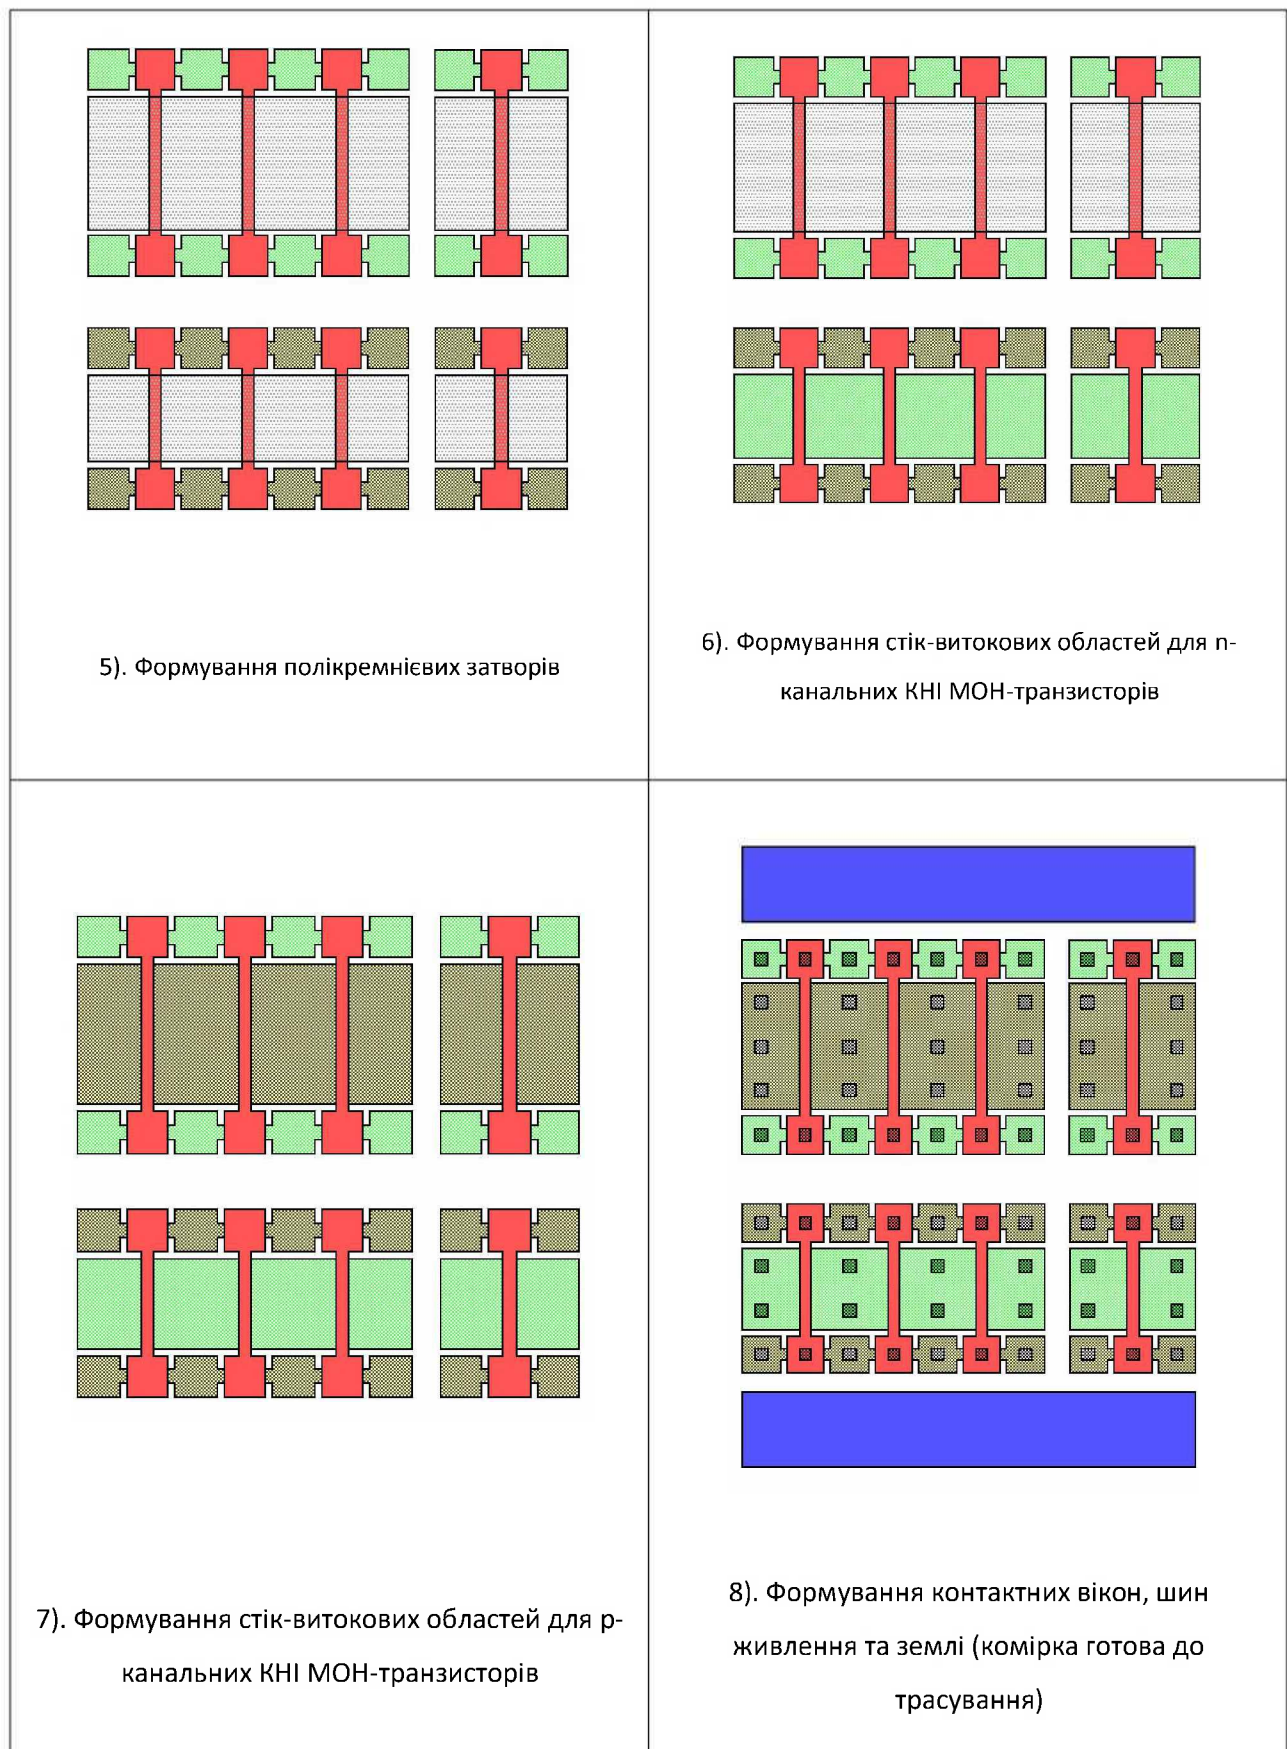 5). Формування полікремнієвих затворів
6). Формування стік-витокових областей для n-
канальних КНІ МОН-транзисторів
7). Формування стік-витокових областей для p-
канальних КНІ МОН-транзисторів
8). Формування контактних вікон, шин
живлення та землі (комірка готова до
трасування)